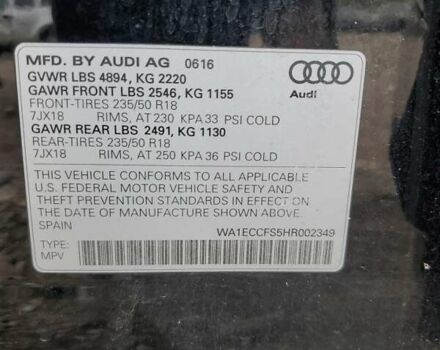 MFD. BY AUDI AG 0616
GVWR LBS 4894, KG 2220
GAWR FRONT LBS 2546, KG 1155
FRONT-TIRES 235/50 R18
7JX18 RIMS, AT 230 KPA 33 PSI COLD
GAWR REAR LBS 2491, KG 1130
REAR-TIRES 235/50 R18
7JX18 RIMS, AT 250 KPA 36 PSI COLD
Audi
THIS VEHICLE CONFORMS TO ALL APPLICABLE
U.S. FEDERAL MOTOR VEHICLE SAFETY AND
THEFT PREVENTION STANDARDS IN EFFECT ON
THE DATE OF MANUFACTURE SHOWN ABOVE.
SPAIN
WA1ECCFS5HR002349
TYPE:
MPV